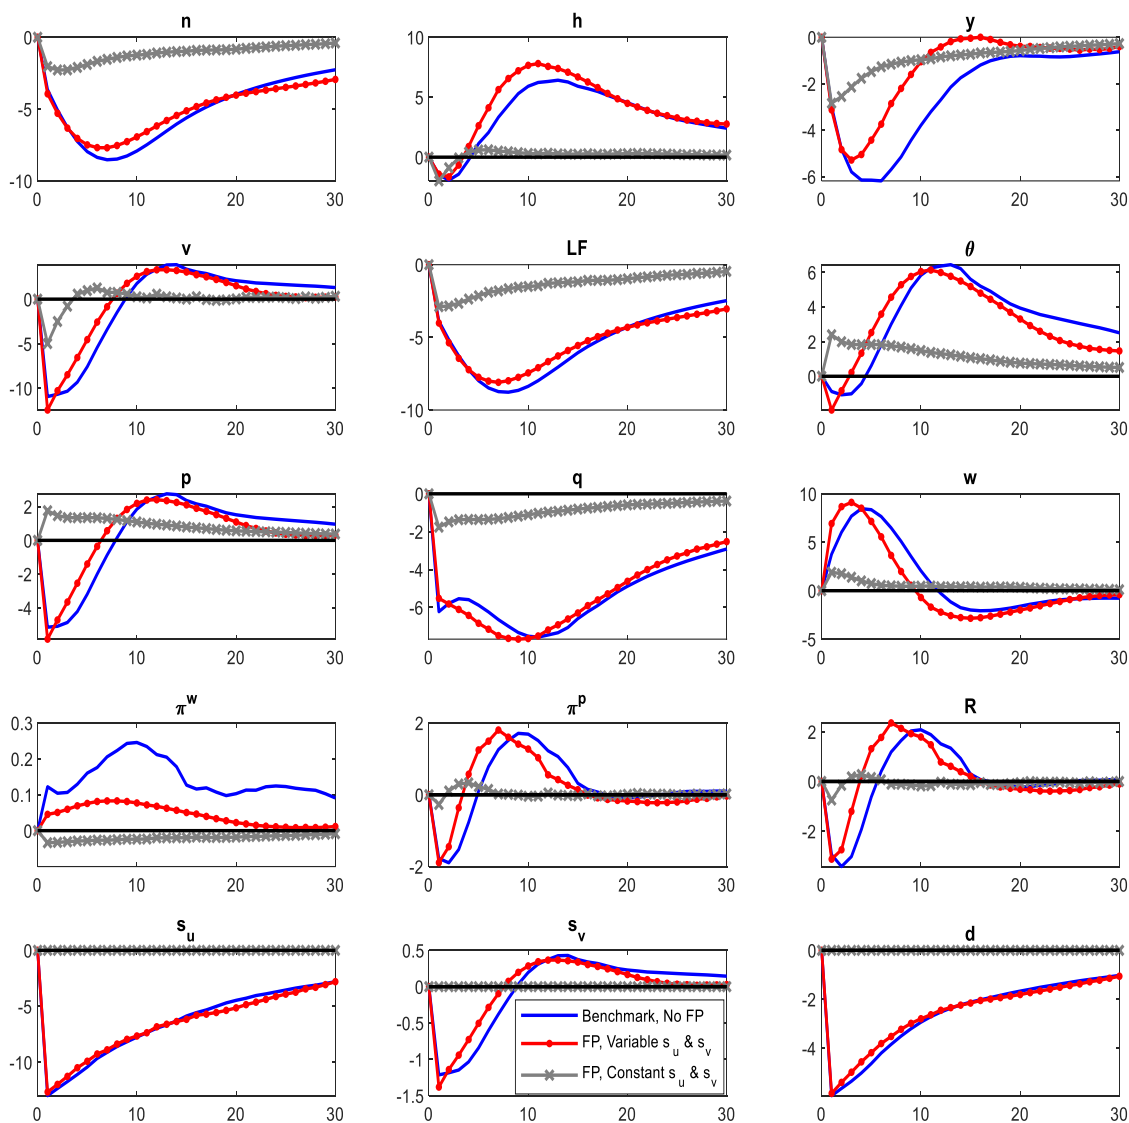 n
h
y
0
-5
-10
0 10 20 30
10
5
0
0 10 20 30
0
-2
-4
-6
0 10 20 30
v
LF
θ
0
-5
-10
0 10 20 30
0
-5
-10
0 10 20 30
6
4
2
0
0 10 20 30
p
q
w
2
0
-2
-4
0 10 20 30
0
-2
-4
-6
0 10 20 30
10
5
0
-5
0 10 20 30
π^w
π^p
R
0.3
0.2
0.1
0
0 10 20 30
2
0
-2
0 10 20 30
2
0
-2
0 10 20 30
s_u
s_v
d
0
-5
-10
0 10 20 30
0.5
0
-0.5
-1
-1.5
0 10 20 30
Benchmark, No FP
FP, Variable s_u & s_v
FP, Constant s_u & s_v
0
-2
-4
0 10 20 30